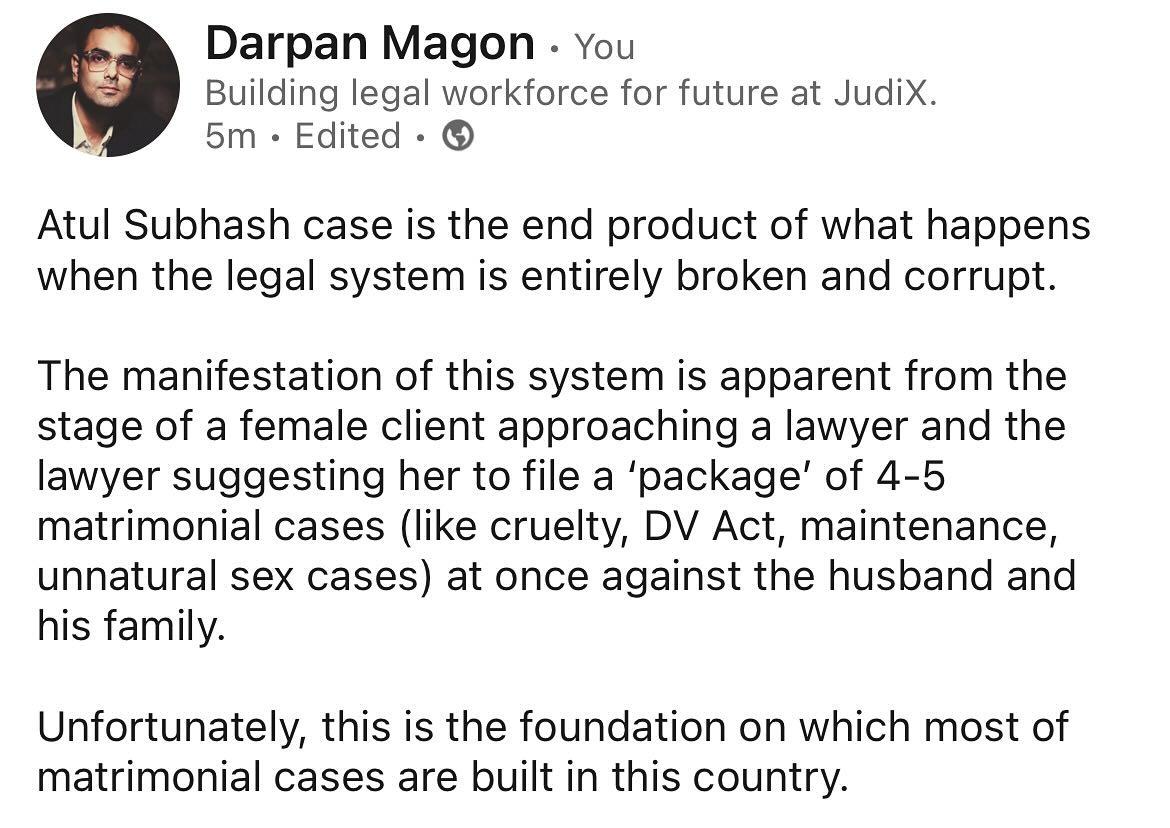 Darpan Magon • You
Building legal workforce for future at JudiX.
5m • Edited •
Atul Subhash case is the end product of what happens
when the legal system is entirely broken and corrupt.
The manifestation of this system is apparent from the
stage of a female client approaching a lawyer and the
lawyer suggesting her to file a ‘package’ of 4-5
matrimonial cases (like cruelty, DV Act, maintenance,
unnatural sex cases) at once against the husband and
his family.
Unfortunately, this is the foundation on which most of
matrimonial cases are built in this country.